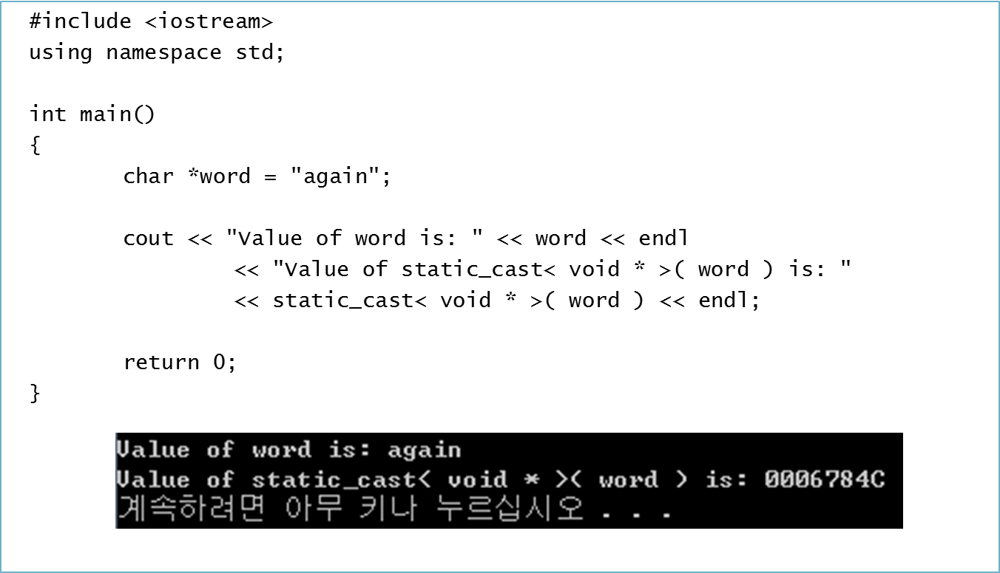 #include <iostream>
using namespace std;
int main()
{
char *word = "again";
cout << "Value of word is: " << word << endl
<< "Value of static_cast< void * >( word ) is: "
<< static_cast< void * >( word ) << endl;
return 0;
}
Value of word is: again
Value of static_cast< void * >( word ) is: 0006784C
계속하려면 아무 키나 누르십시오 . . .